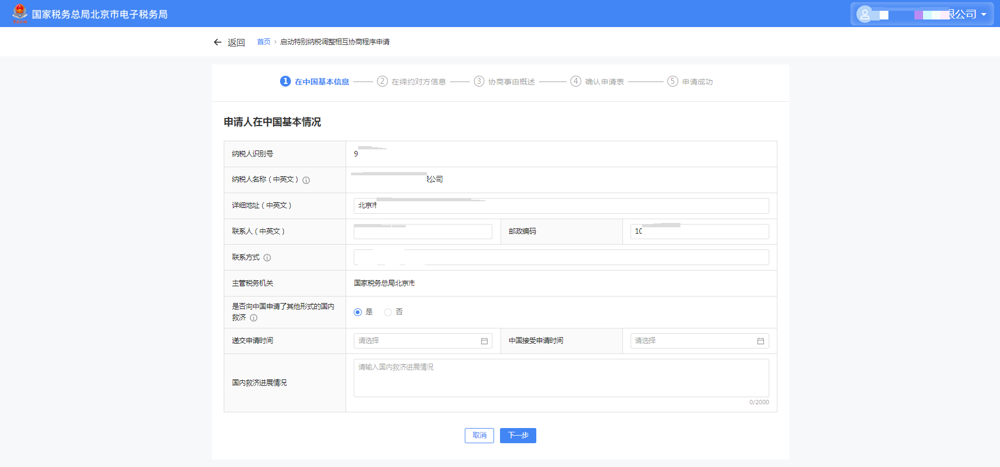 国家税务总局北京市电子税务局
限公司
返回 首页 > 启动特别纳税调整相互协商程序申请
1 在中国基本信息 2 在缔约对方信息 3 协商事由概述 4 确认申请表 5 申请成功
申请人在中国基本情况
纳税人识别号 9
纳税人名称（中英文） 限公司
详细地址（中英文） 北京市
联系人（中英文） 邮政编码 10
联系方式
主管税务机关 国家税务总局北京市
是否向中国申请了其他形式的国内
救济 是 否
递交申请时间 请选择 中国接受申请时间 请选择
国内救济进展情况 请输入国内救济进展情况
0/2000
取消 下一步